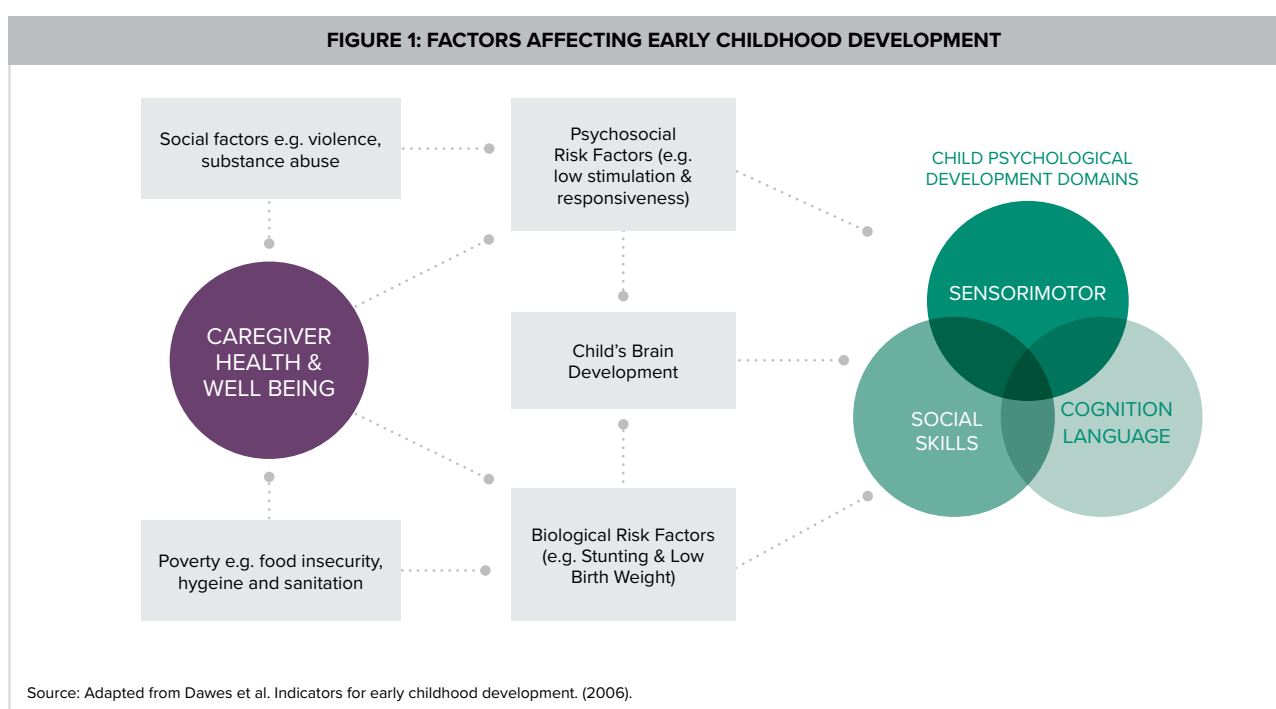 FIGURE 1: FACTORS AFFECTING EARLY CHILDHOOD DEVELOPMENT
Social factors e.g. violence,
substance abuse
Psychosocial
Risk Factors (e.g.
low stimulation &
responsiveness)
CHILD PSYCHOLOGICAL
DEVELOPMENT DOMAINS
SENSORIMOTOR
CAREGIVER
HEALTH &
WELL BEING
Child's Brain
Development
SOCIAL
SKILLS
COGNITION
LANGUAGE
Poverty e.g. food insecurity,
hygeine and sanitation
Biological Risk Factors
(e.g. Stunting & Low
Birth Weight)
Source: Adapted from Dawes et al. Indicators for early childhood development. (2006).